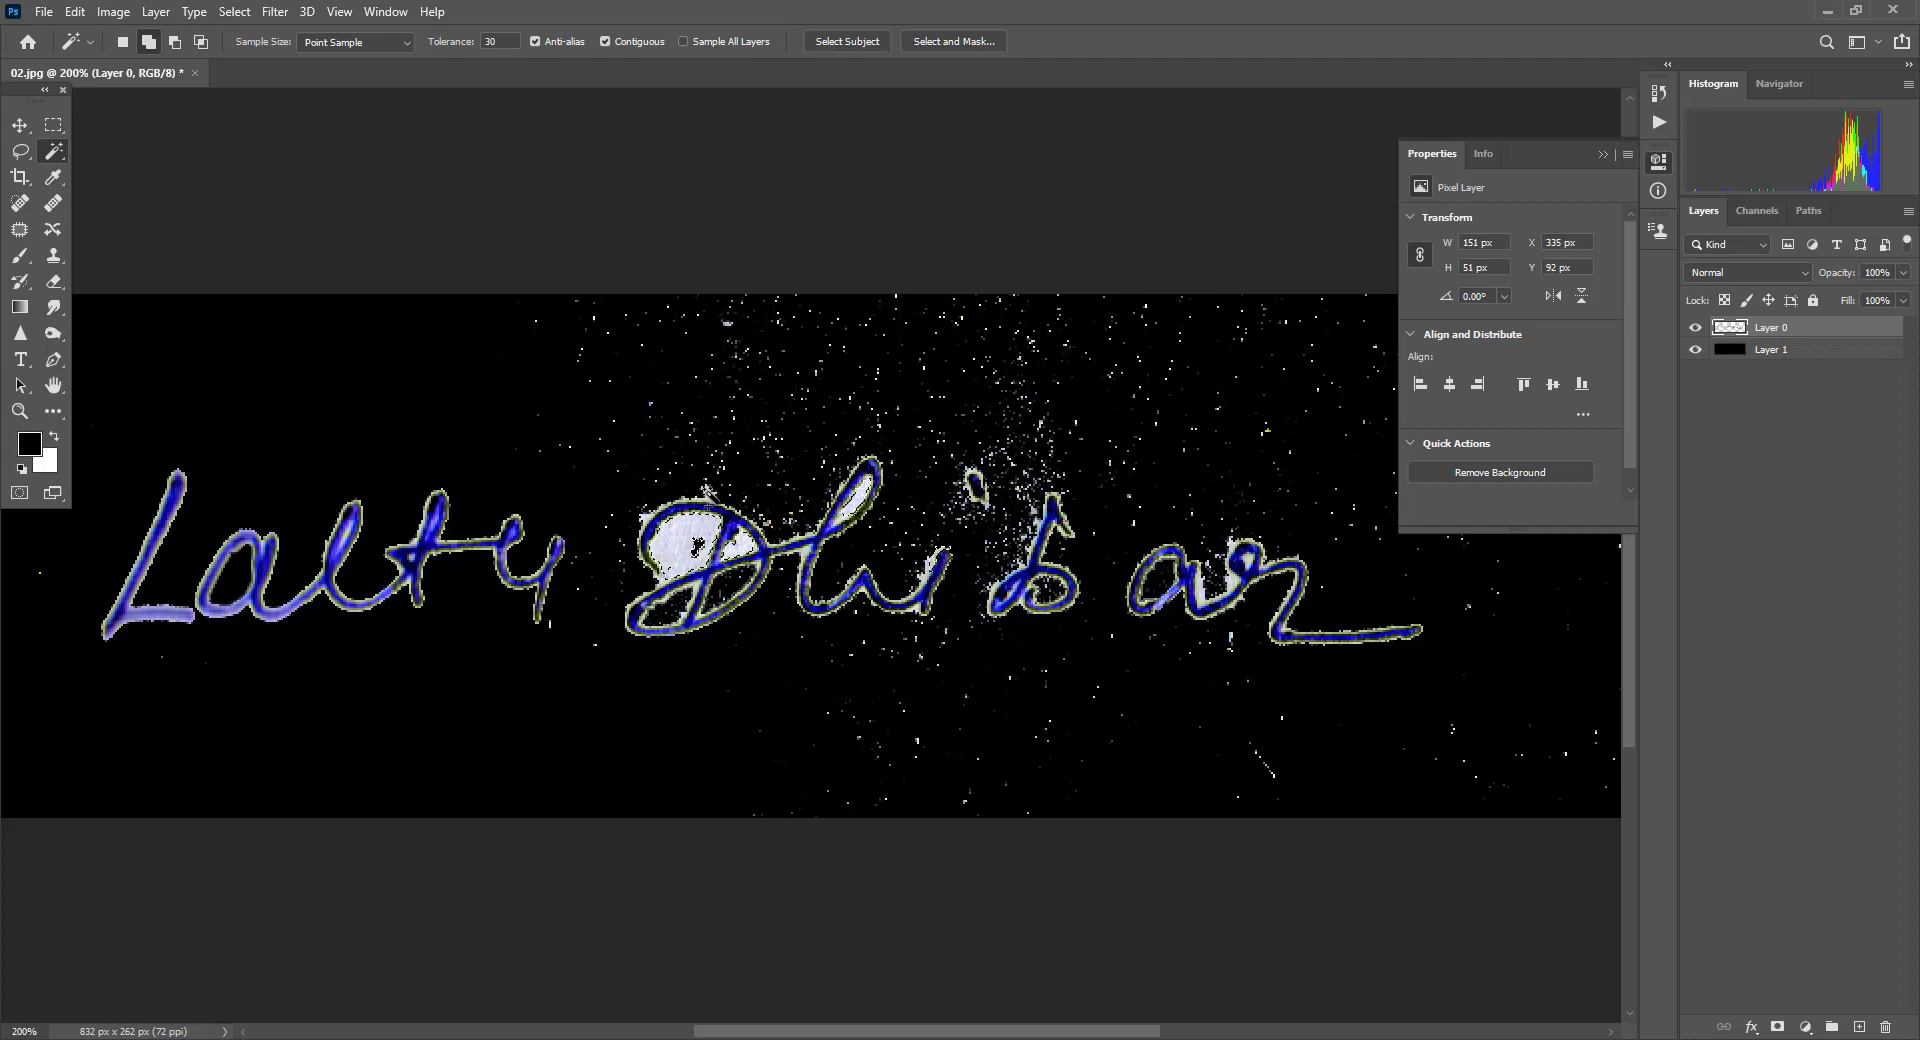 Ps File Edit Image Layer Type Select Filter 3D View Window Help
Sample Size: Point Sample Tolerance: 30 Anti-alias Contiguous Sample All Layers Select Subject Select and Mask...
02.jpg @ 200% (Layer 0, RGB/8) * ×
Histogram Navigator
Properties Info
Pixel Layer
Transform
W 151 px X 335 px
H 51 px Y 92 px
0.00°
Align and Distribute
Align:
Quick Actions
Remove Background
Layers Channels Paths
Kind
Normal Opacity: 100%
Lock: Fill: 100%
Layer 0
Layer 1
200% 832 px x 262 px (72 ppi)